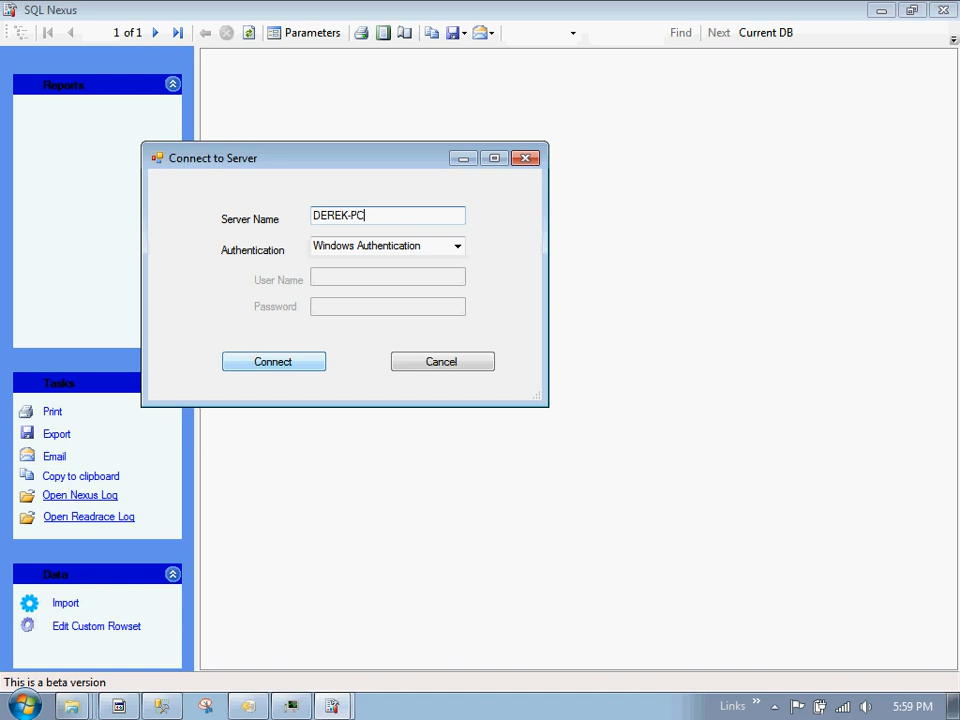 SQL Nexus
1 of 1 Parameters Find Next Current DB
Reports
Connect to Server
Server Name DEREK-PC
Authentication Windows Authentication
User Name
Password
Connect Cancel
Tasks
Print
Export
Email
Copy to clipboard
Open Nexus Log
Open Readrace Log
Data
Import
Edit Custom Rowset
This is a beta version
Links 5:59 PM